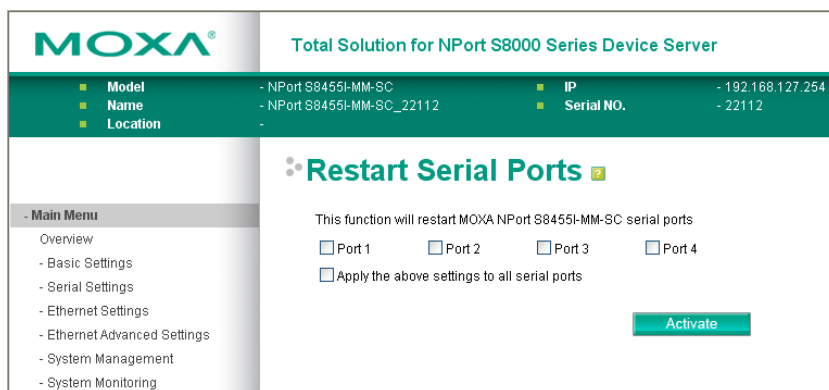 MOXA®
Total Solution for NPort S8000 Series Device Server
Model - NPort S8455I-MM-SC IP - 192.168.127.254
Name - NPort S8455I-MM-SC_22112 Serial NO. - 22112
Location -
Restart Serial Ports ?
- Main Menu
Overview
- Basic Settings
- Serial Settings
- Ethernet Settings
- Ethernet Advanced Settings
- System Management
- System Monitoring
This function will restart MOXA NPort S8455I-MM-SC serial ports
Port 1 Port 2 Port 3 Port 4
Apply the above settings to all serial ports
Activate